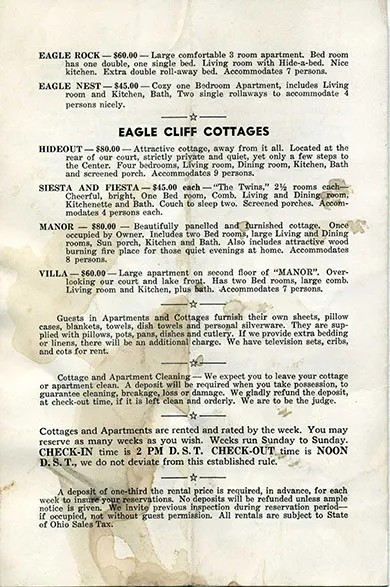 EAGLE ROCK — $60.00 — Large comfortable 3 room apartment. Bed room
has one double, one single bed. Living room with Hide-a-bed. Nice
kitchen. Extra double roll-away bed. Accommodates 7 persons.
EAGLE NEST — $45.00 — Cozy one Bedroom Apartment, includes Living
room and Kitchen, Bath, Two single rollaways to accommodate 4
persons nicely.
EAGLE CLIFF COTTAGES
HIDEOUT — $80.00 — Attractive cottage, away from it all. Located at the
rear of our court, strictly private and quiet, yet only a few steps to
the Center. Four bedrooms, Living room, Dining room, Kitchen, Bath
and screened porch. Accommodates 9 persons.
SIESTA AND FIESTA — $45.00 each — "The Twins," 2½ rooms each—
Cheerful, bright, One Bed room, Comb. Living and Dining room,
Kitchenette and Bath. Couch to sleep two. Screened porches. Accom-
modates 4 persons each.
MANOR — $80.00 — Beautifully panelled and furnished cottage. Once
occupied by Owner. Includes two Bed rooms, large Living and Dining
rooms, Sun porch, Kitchen and Bath. Also includes attractive wood
burning fire place for those quiet evenings at home. Accommodates
8 persons.
VILLA — $60.00 — Large apartment on second floor of "MANOR". Over-
looking our court and lake front. Has two Bed rooms, large comb.
Living room and Kitchen, plus bath. Accommodates 7 persons.
Guests in Apartments and Cottages furnish their own sheets, pillow
cases, blankets, towels, dish towels and personal silverware. They are sup-
plied with pillows, pots, pans, dishes and cutlery. If we provide extra bedding
or linens, there will be an additional charge. We have television sets, cribs,
and cots for rent.
Cottage and Apartment Cleaning — We expect you to leave your cottage
or apartment clean. A deposit will be required when you take possession, to
guarantee cleaning, breakage, loss or damage. We gladly refund the deposit,
at check-out time, if it is left clean and orderly. We are to be the judge.
Cottages and Apartments are rented and rated by the week. You may
reserve as many weeks as you wish. Weeks run Sunday to Sunday.
CHECK-IN time is 2 PM D. S. T. CHECK-OUT time is NOON
D. S. T., we do not deviate from this established rule.
A deposit of one-third the rental price is required, in advance, for each
week to insure your reservations. No deposits will be refunded unless ample
notice is given. We invite previous inspection during reservation period—
if occupied, not without guest permission. All rentals are subject to State
of Ohio Sales Tax.